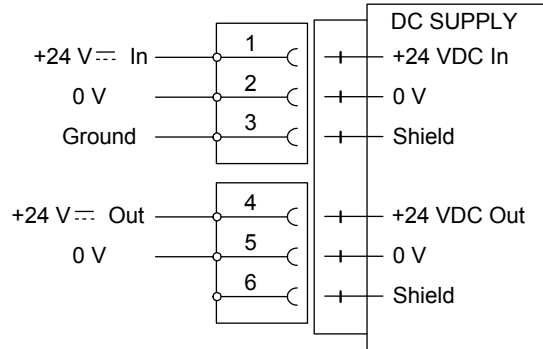 DC SUPPLY
+24 V⎓ In 1 +24 VDC In
0 V 2 0 V
Ground 3 Shield
+24 V⎓ Out 4 +24 VDC Out
0 V 5 0 V
6 Shield